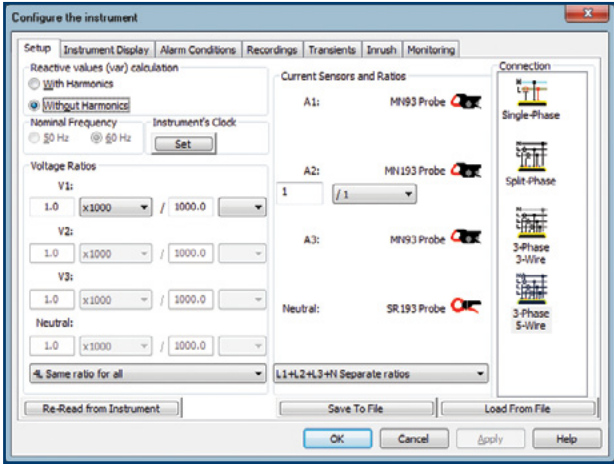 Configure the instrument
Setup Instrument Display Alarm Conditions Recordings Transients Inrush Monitoring
Reactive values (var) calculation
With Harmonics
Without Harmonics
Nominal Frequency
50 Hz 60 Hz
Instrument's Clock
Set
Voltage Ratios
V1:
1.0 x1000 / 1000.0
V2:
1.0 x1000 / 1000.0
V3:
1.0 x1000 / 1000.0
Neutral:
1.0 x1000 / 1000.0
4L Same ratio for all
Current Sensors and Ratios
A1: MN93 Probe
A2: MN193 Probe
1 / 1
A3: MN93 Probe
Neutral: SR193 Probe
L1+L2+L3+N Separate ratios
Connection
Single-Phase
Split-Phase
3-Phase
3-Wire
3-Phase
5-Wire
Re-Read from Instrument Save To File Load From File
OK Cancel Apply Help